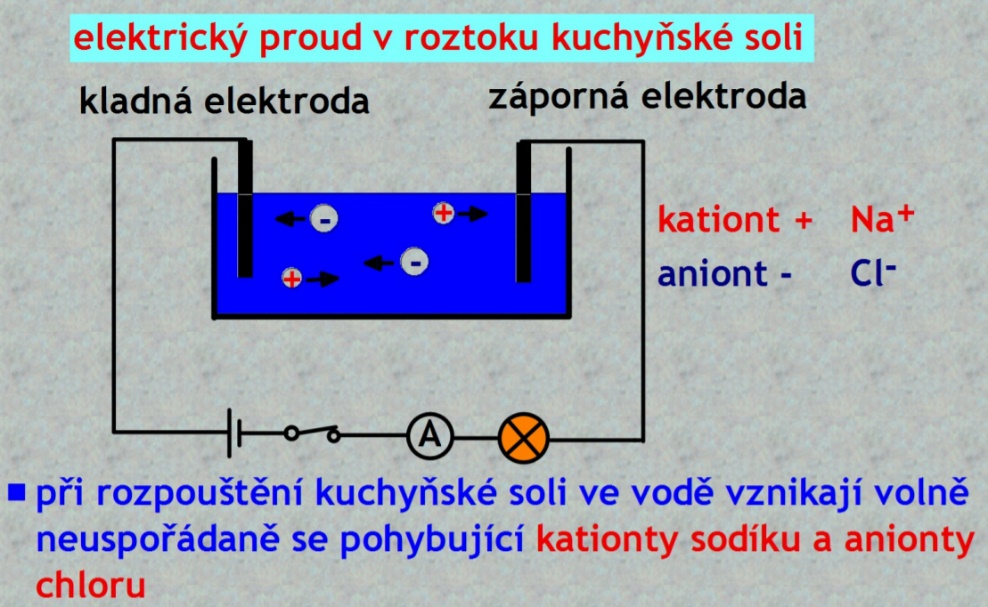 elektrický proud v roztoku kuchyňské soli
kladná elektroda
záporná elektroda
-
+
kationt + Na+
-
aniont - Cl-
+
A
při rozpouštění kuchyňské soli ve vodě vznikají volně
neuspořádaně se pohybující kationty sodíku a anionty
chloru